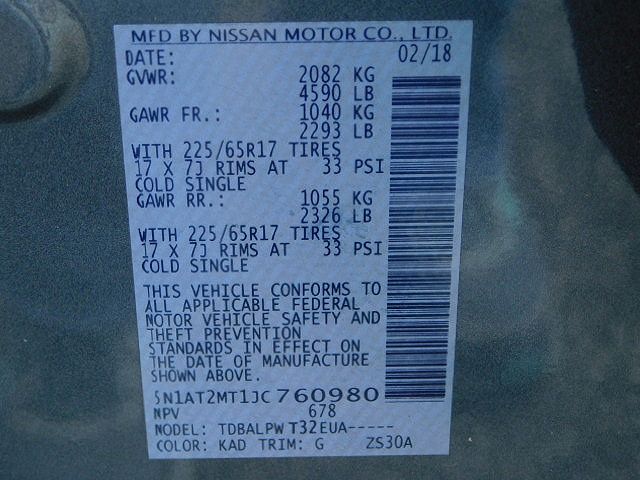 MFD BY NISSAN MOTOR CO., LTD.
DATE: 02/18
GVWR: 2082 KG
4590 LB
GAWR FR.: 1040 KG
2293 LB
WITH 225/65R17 TIRES
17 X 7J RIMS AT 33 PSI
COLD SINGLE
GAWR RR.: 1055 KG
2326 LB
WITH 225/65R17 TIRES
17 X 7J RIMS AT 33 PSI
COLD SINGLE
THIS VEHICLE CONFORMS TO
ALL APPLICABLE FEDERAL
MOTOR VEHICLE SAFETY AND
THEFT PREVENTION
STANDARDS IN EFFECT ON
THE DATE OF MANUFACTURE
SHOWN ABOVE.
5N1AT2MT1JC760980
MPV 678
MODEL: TDBALPW T32EUA-----
COLOR: KAD TRIM: G ZS30A